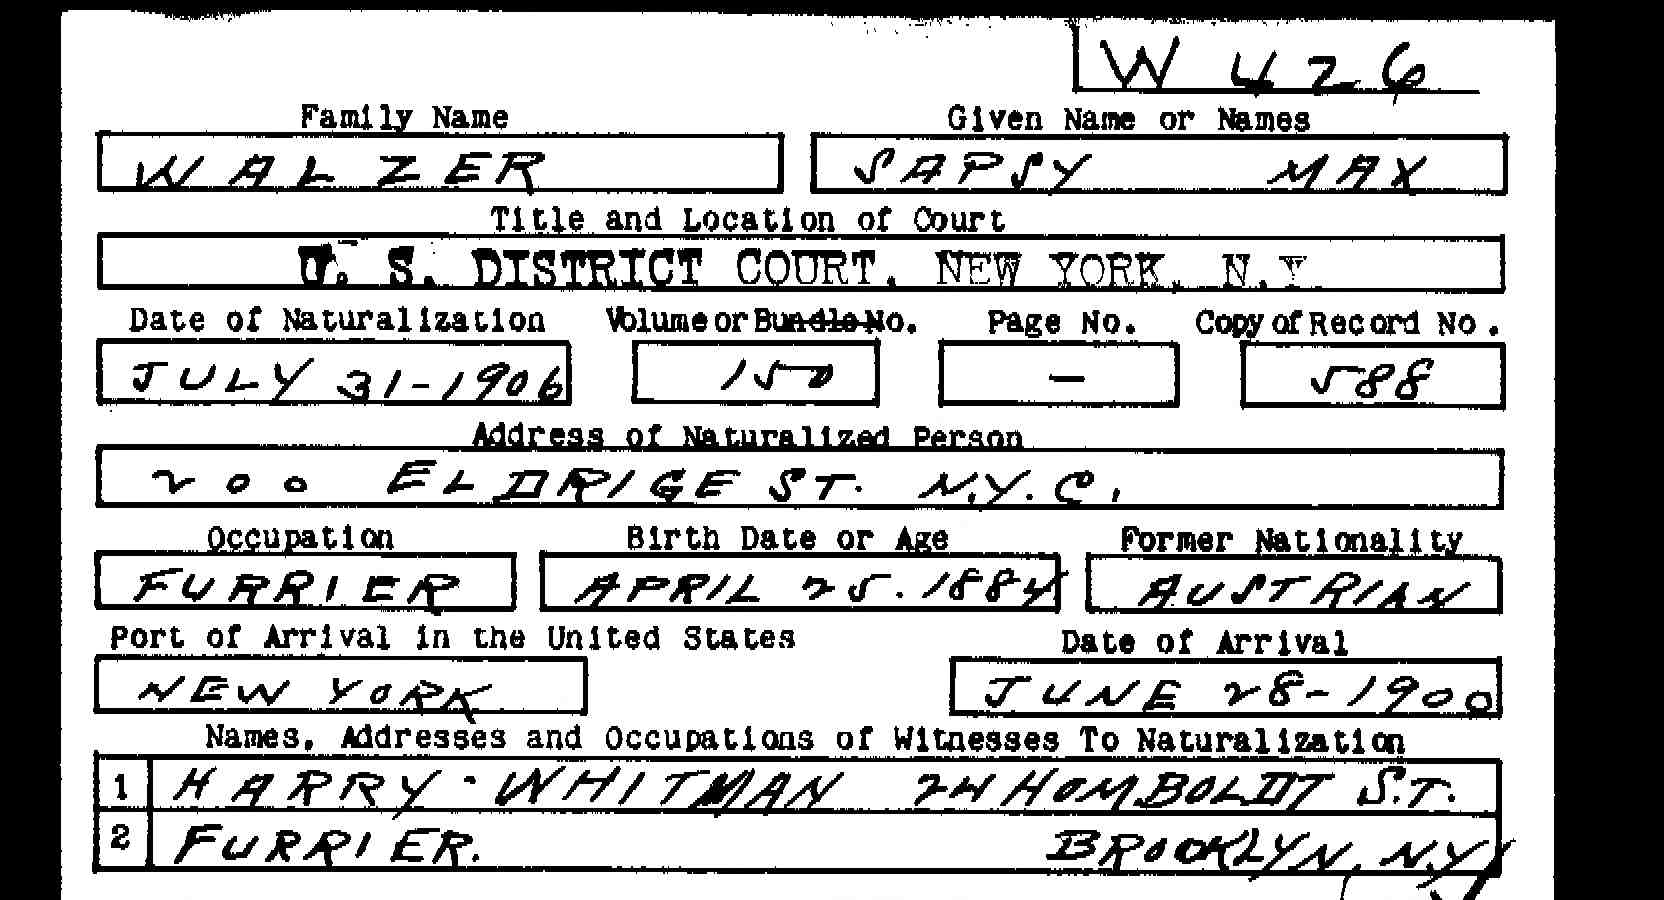 W 426
Family Name Given Name or Names
WALZER SAPSY MAX
Title and Location of Court
U. S. DISTRICT COURT, NEW YORK, N.Y.
Date of Naturalization Volume or Bundle No. Page No. Copy of Record No.
JULY 31-1906 150 - 588
Address of Naturalized Person
200 ELDRIGE ST. N.Y.C.
Occupation Birth Date or Age Former Nationality
FURRIER APRIL 25. 1884 AUSTRIAN
Port of Arrival in the United States Date of Arrival
NEW YORK JUNE 28-1900
Names, Addresses and Occupations of Witnesses To Naturalization
1 HARRY - WHITMAN 24 HOMBOLDT S.T.
2 FURRIER. BROOKLYN, N.Y.